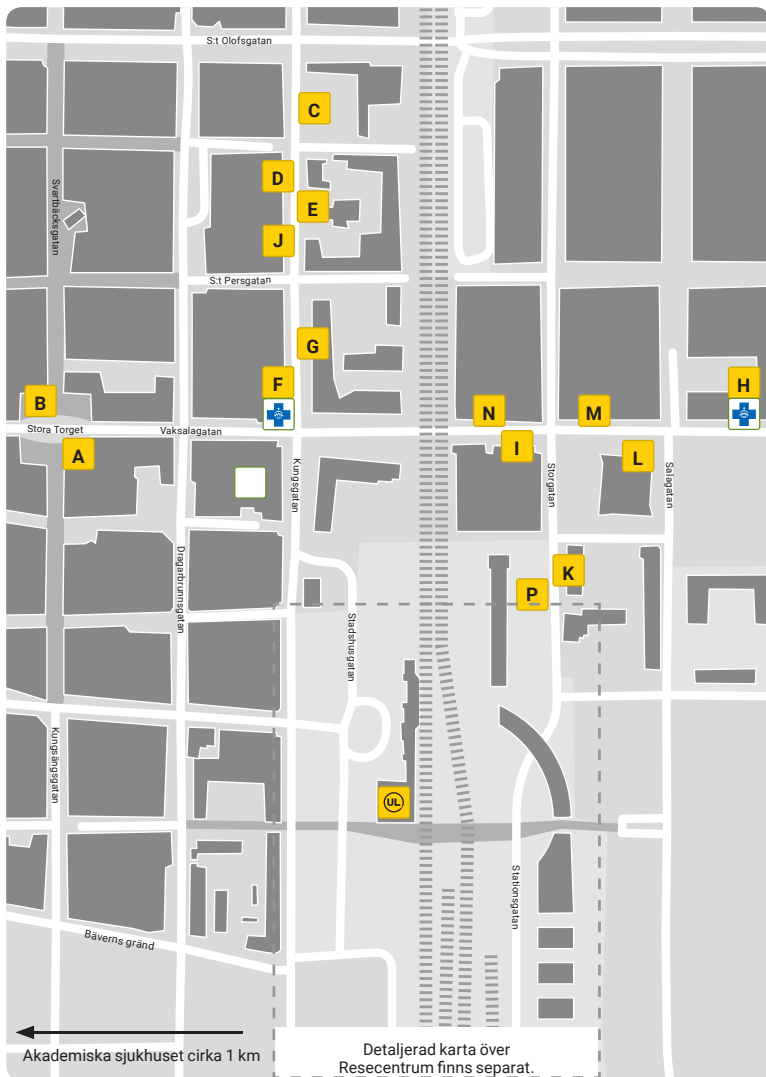 S:t Olofsgatan
C
D
Svartbäcksgatan
E
J
S:t Persgatan
G
F
H
B
N
M
Stora Torget
Vaksalagatan
A
I
L
Kungsgatan
Storgatan
Salagatan
K
Dragarbrunnsgatan
P
Stadshusgatan
Kungsängsgatan
UL
Stationsgatan
Bäverns gränd
Akademiska sjukhuset cirka 1 km
Detaljerad karta över
Resecentrum finns separat.